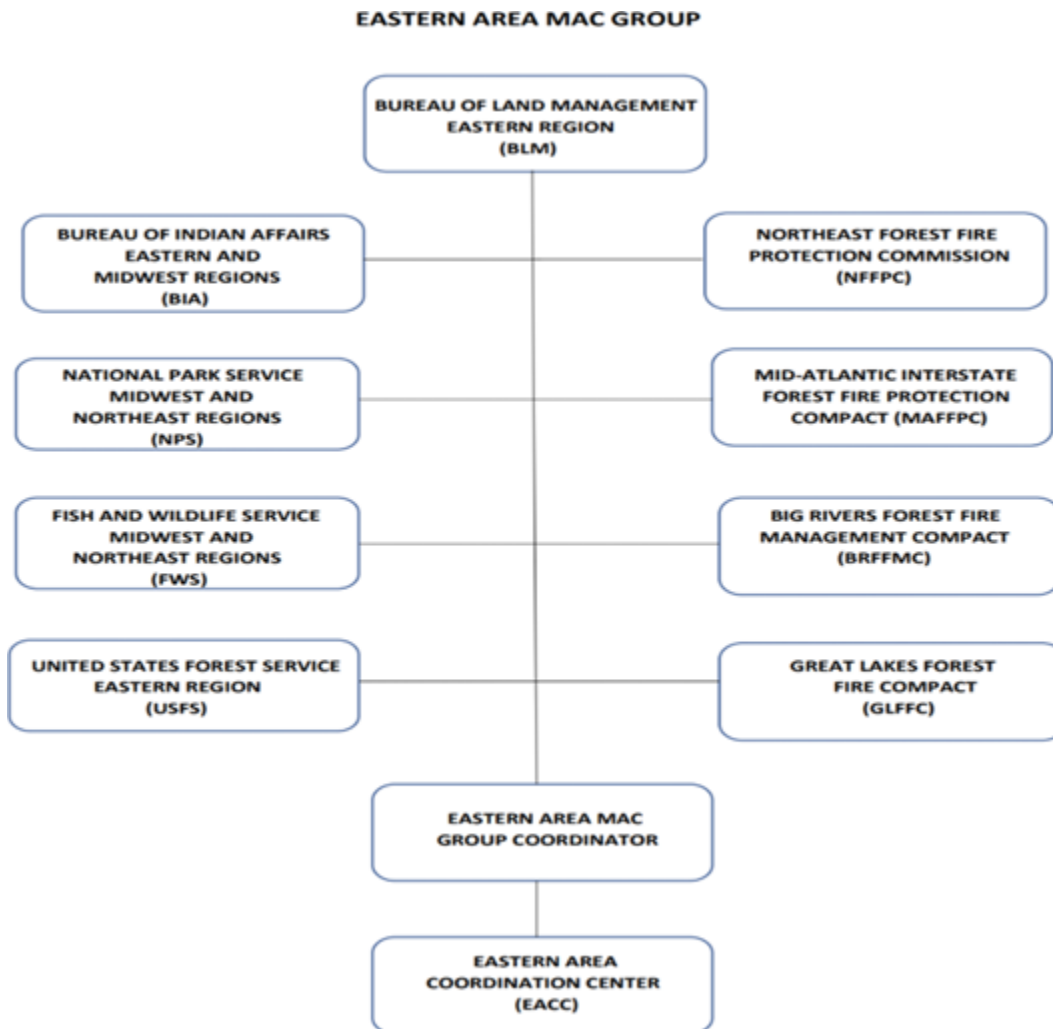 EASTERN AREA MAC GROUP
BUREAU OF LAND MANAGEMENT
EASTERN REGION
(BLM)
BUREAU OF INDIAN AFFAIRS
EASTERN AND
MIDWEST REGIONS
(BIA)
NORTHEAST FOREST FIRE
PROTECTION COMMISSION
(NFFPC)
NATIONAL PARK SERVICE
MIDWEST AND
NORTHEAST REGIONS
(NPS)
MID-ATLANTIC INTERSTATE
FOREST FIRE PROTECTION
COMPACT (MAFFPC)
FISH AND WILDLIFE SERVICE
MIDWEST AND
NORTHEAST REGIONS
(FWS)
BIG RIVERS FOREST FIRE
MANAGEMENT COMPACT
(BRFFMC)
UNITED STATES FOREST SERVICE
EASTERN REGION
(USFS)
GREAT LAKES FOREST
FIRE COMPACT
(GLFFC)
EASTERN AREA MAC
GROUP COORDINATOR
EASTERN AREA
COORDINATION CENTER
(EACC)